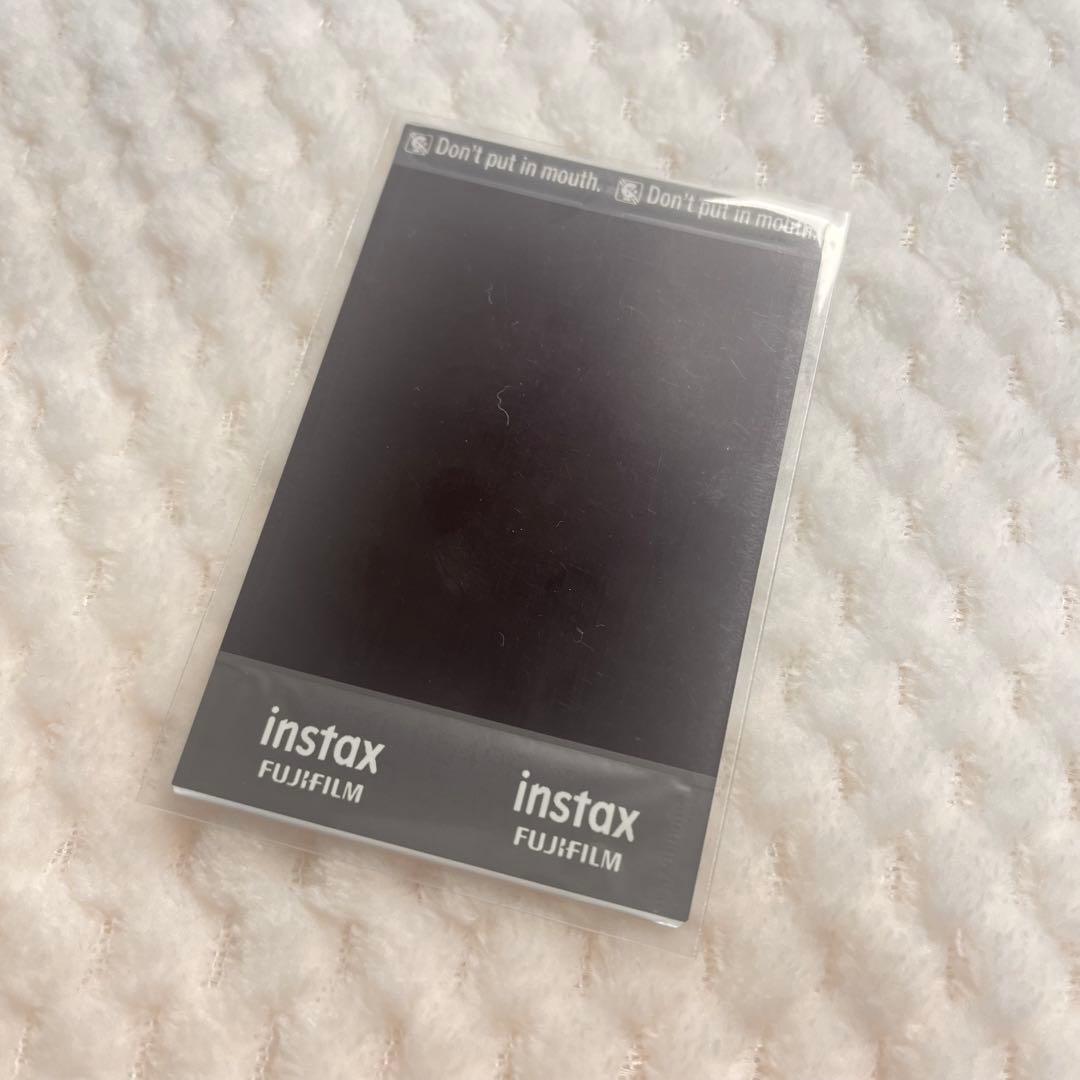 Don't put in mouth. Don't put in mouth.
instax
FUJIFILM
instax
FUJIFILM